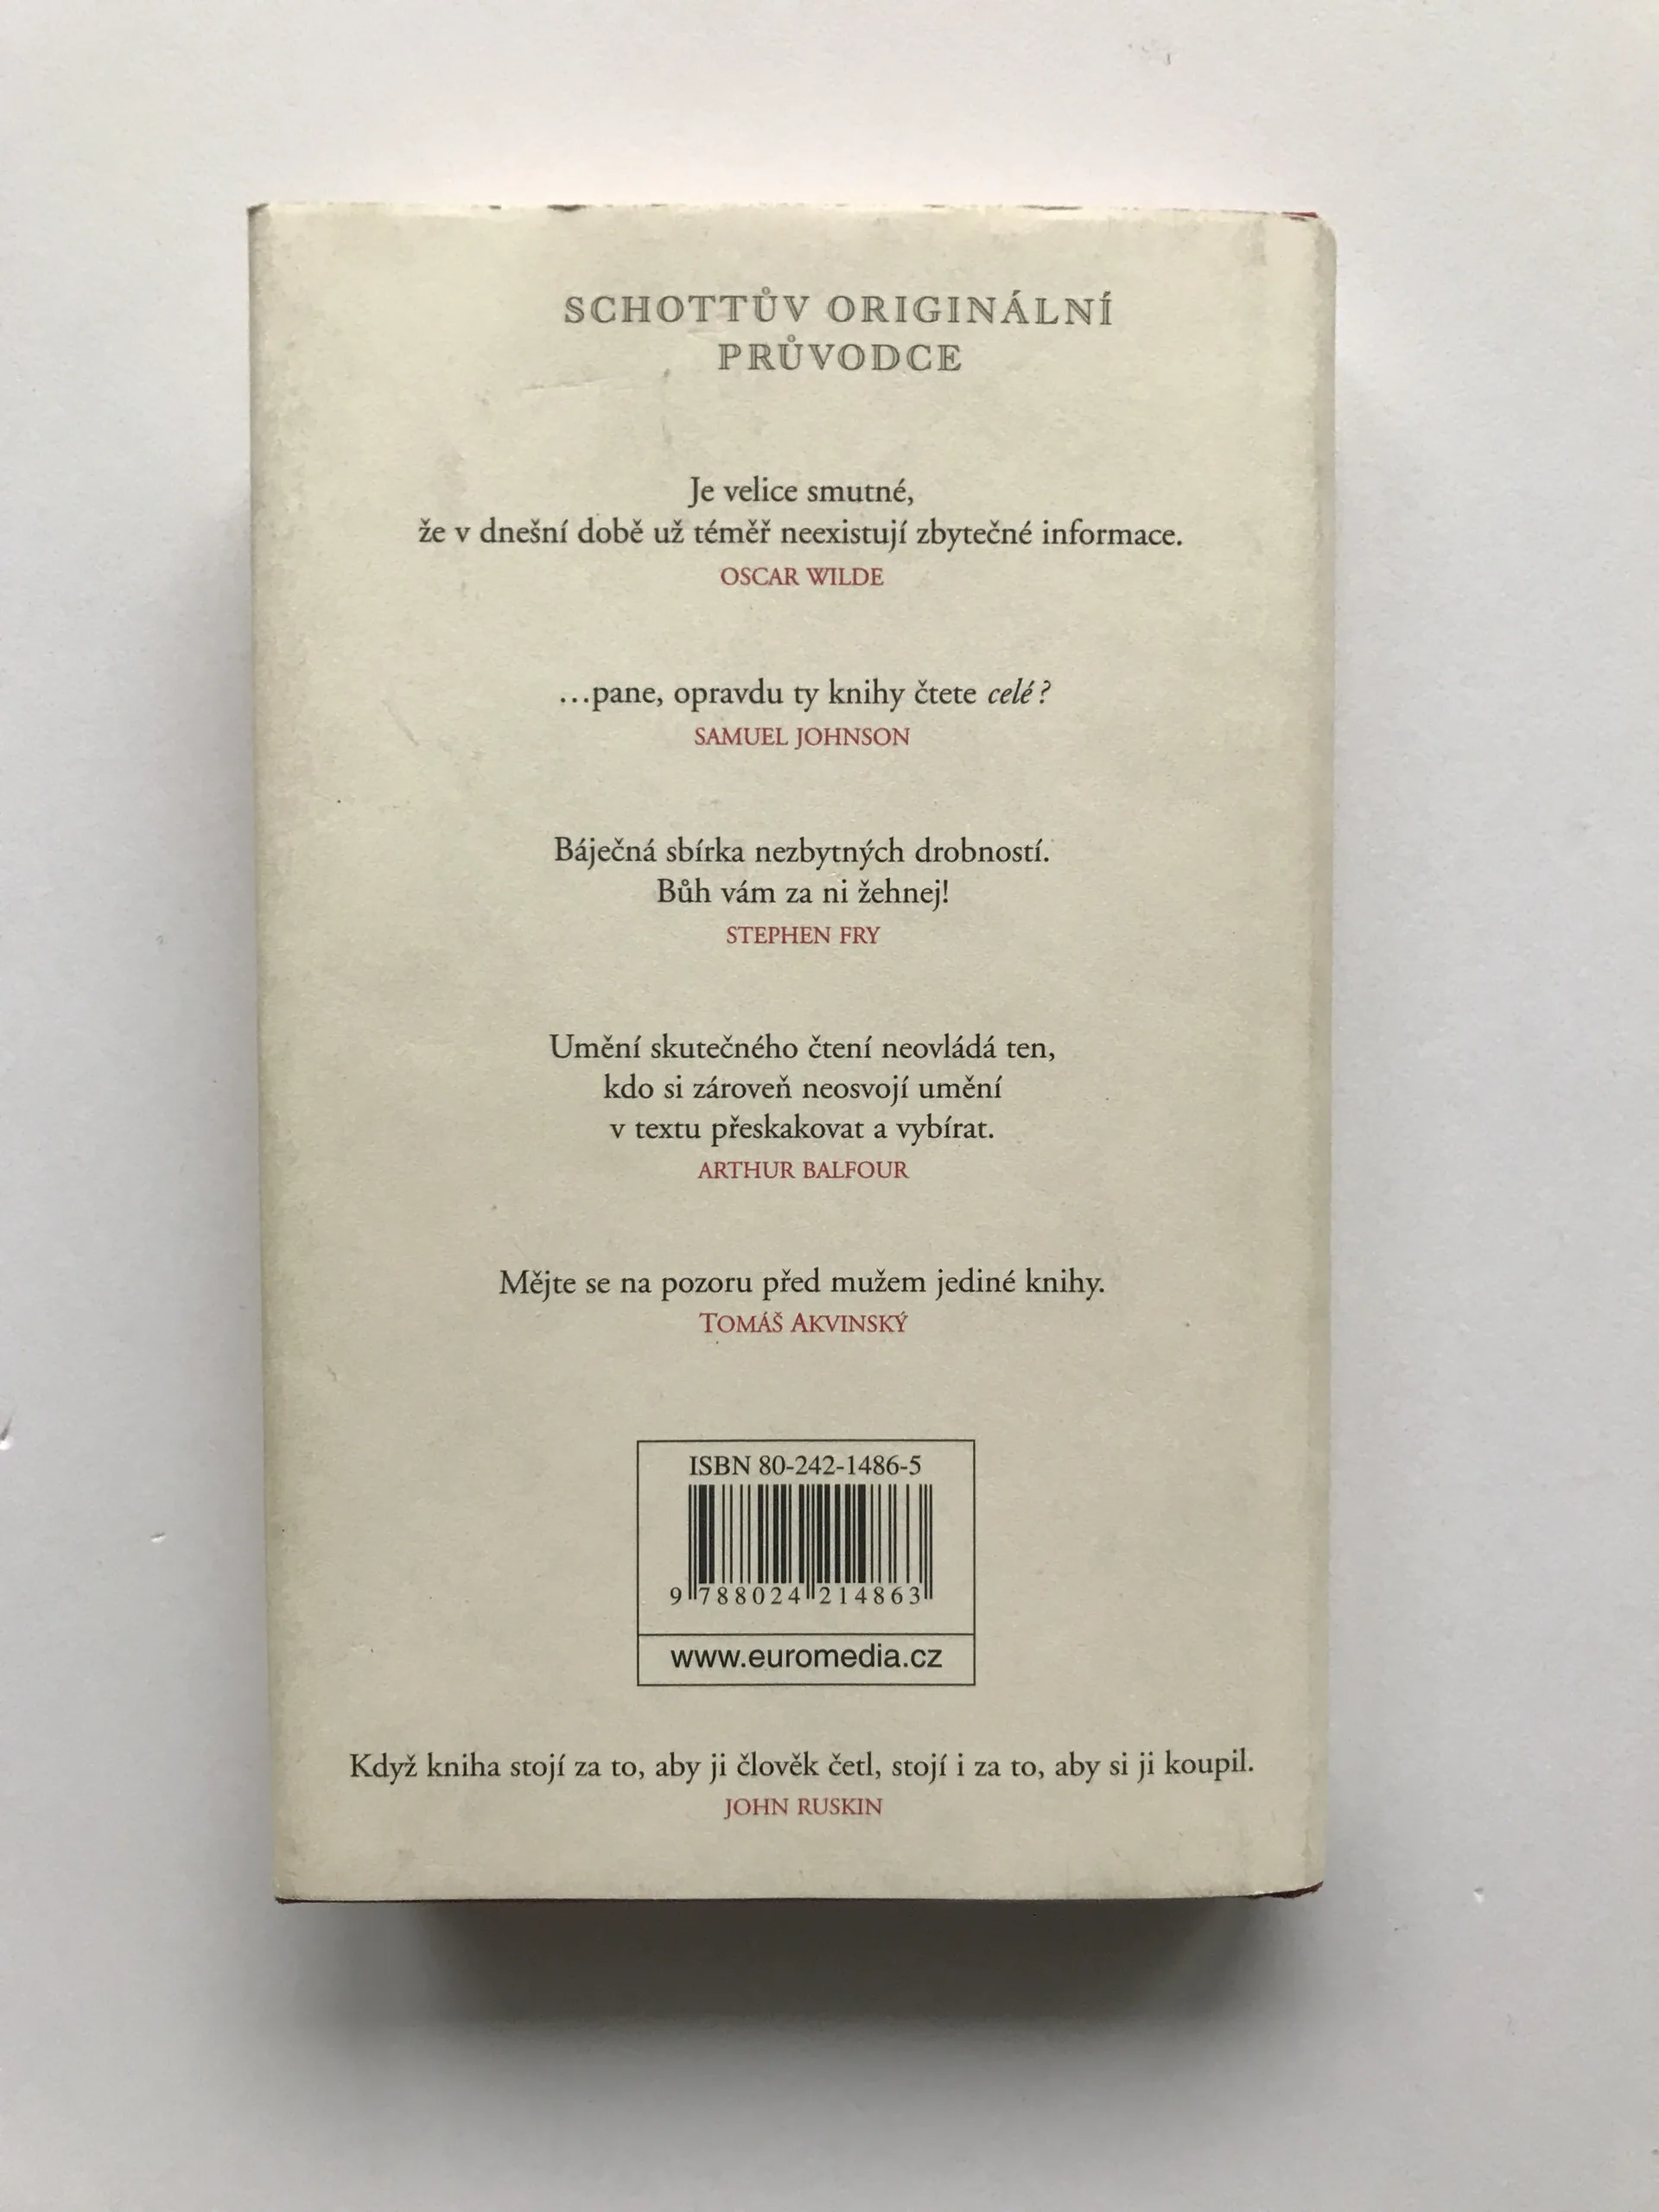 SCHOTTŮV ORIGINÁLNÍ
PRŮVODCE
Je velice smutné,
že v dnešní době už téměř neexistují zbytečné informace.
OSCAR WILDE
…pane, opravdu ty knihy čtete celé?
SAMUEL JOHNSON
Báječná sbírka nezbytných drobností.
Bůh vám za ni žehnej!
STEPHEN FRY
Umění skutečného čtení neovládá ten,
kdo si zároveň neosvojí umění
v textu přeskakovat a vybírat.
ARTHUR BALFOUR
Mějte se na pozoru před mužem jediné knihy.
TOMÁŠ AKVINSKÝ
ISBN 80-242-1486-5
9 788024 214863
www.euromedia.cz
Když kniha stojí za to, aby ji člověk četl, stojí i za to, aby si ji koupil.
JOHN RUSKIN